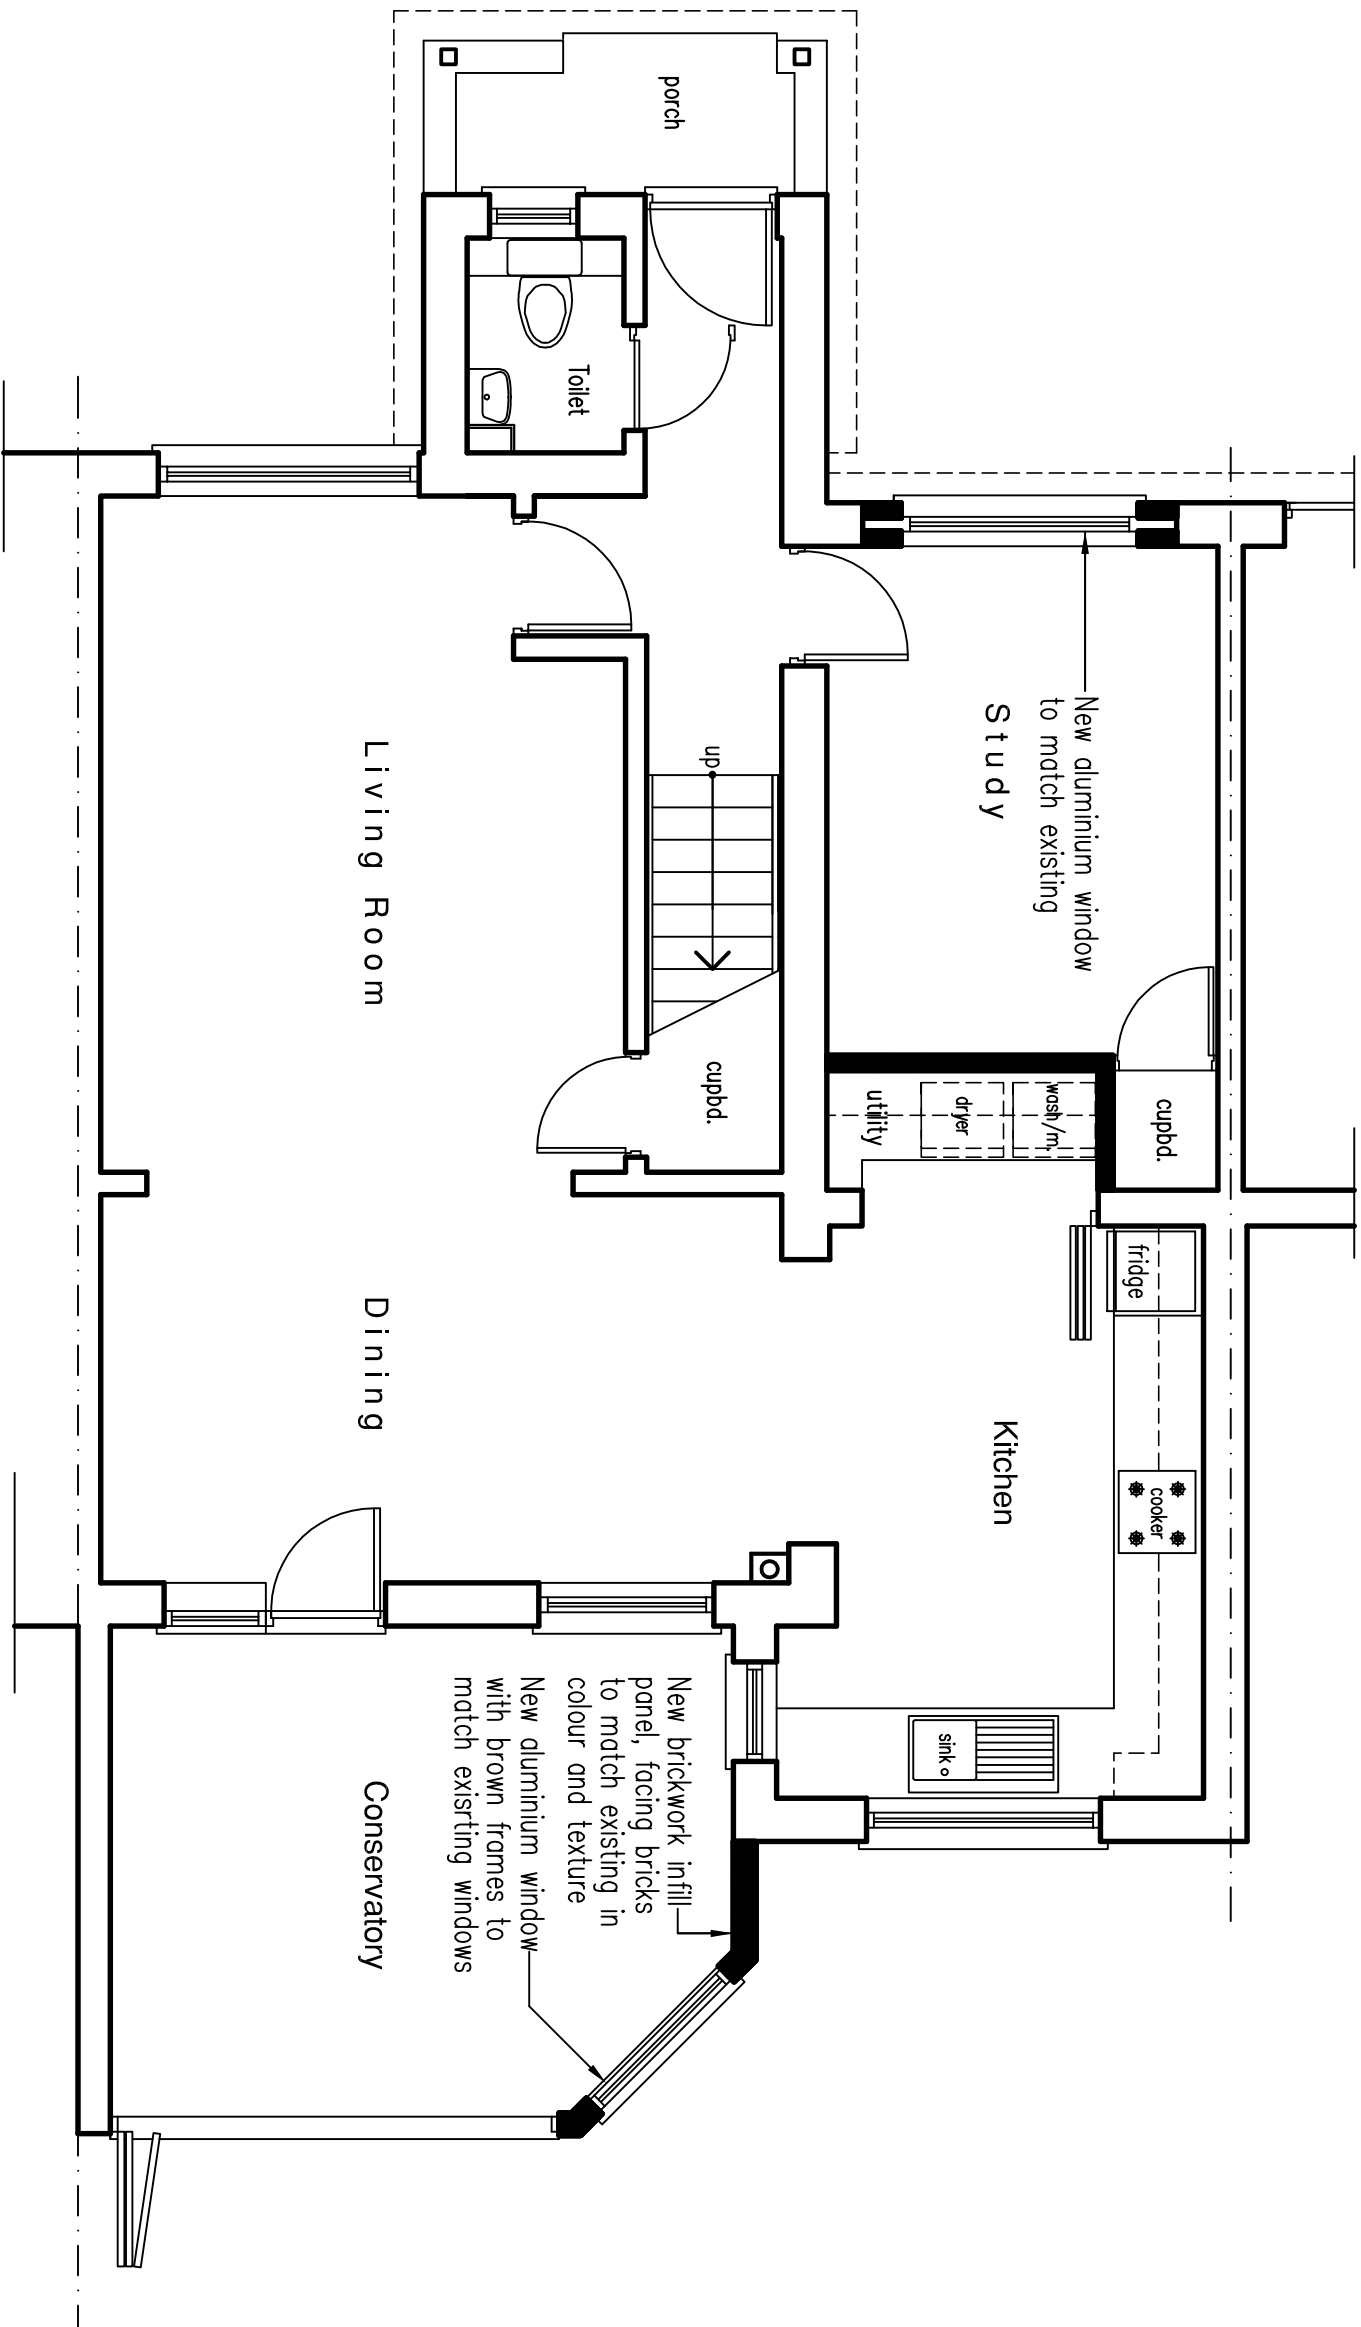 porch
Toilet
New aluminium window
to match existing
Study
up
Living Room
cupbd.
cupbd.
wash/m.
dryer
utility
fridge
Dining
Kitchen
cooker
sink
New brickwork infill
panel, facing bricks
to match existing in
colour and texture
New aluminium window
with brown frames to
match exisrting windows
Conservatory